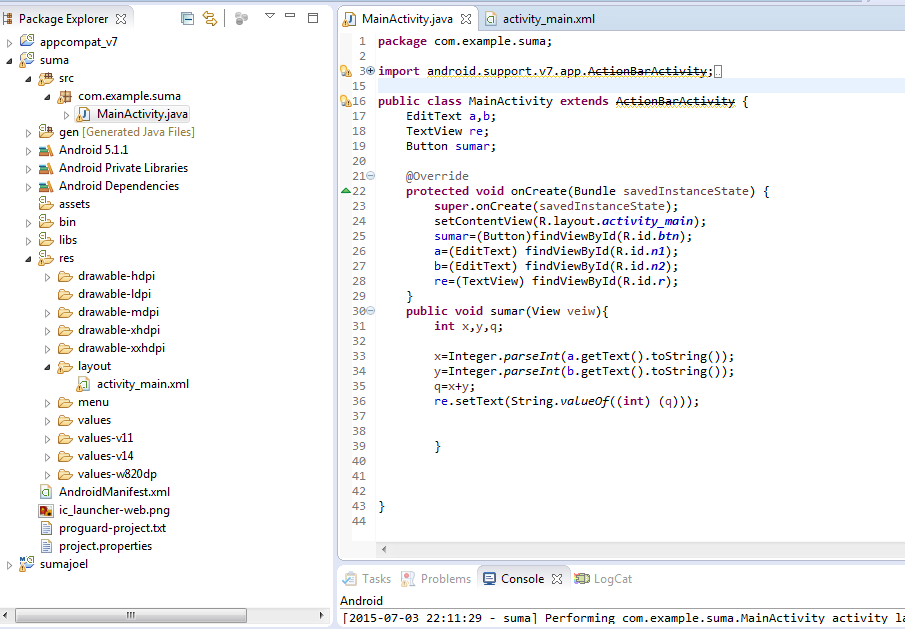 Package Explorer
appcompat_v7
suma
src
com.example.suma
MainActivity.java
gen [Generated Java Files]
Android 5.1.1
Android Private Libraries
Android Dependencies
assets
bin
libs
res
drawable-hdpi
drawable-ldpi
drawable-mdpi
drawable-xhdpi
drawable-xxhdpi
layout
activity_main.xml
menu
values
values-v11
values-v14
values-w820dp
AndroidManifest.xml
ic_launcher-web.png
proguard-project.txt
project.properties
sumajoel
MainActivity.java activity_main.xml
1 package com.example.suma;
2
3 import android.support.v7.app.ActionBarActivity;
15
16 public class MainActivity extends ActionBarActivity {
17 EditText a,b;
18 TextView re;
19 Button sumar;
20
21 @Override
22 protected void onCreate(Bundle savedInstanceState) {
23 super.onCreate(savedInstanceState);
24 setContentView(R.layout.activity_main);
25 sumar=(Button)findViewById(R.id.btn);
26 a=(EditText) findViewById(R.id.n1);
27 b=(EditText) findViewById(R.id.n2);
28 re=(TextView) findViewById(R.id.r);
29 }
30 public void sumar(View veiw){
31 int x,y,q;
32
33 x=Integer.parseInt(a.getText().toString());
34 y=Integer.parseInt(b.getText().toString());
35 q=x+y;
36 re.setText(String.valueOf((int) (q)));
37
38
39 }
40
41
42
43 }
44
Tasks Problems Console LogCat
Android
[2015-07-03 22:11:29 - suma] Performing com.example.suma.MainActivity activity la